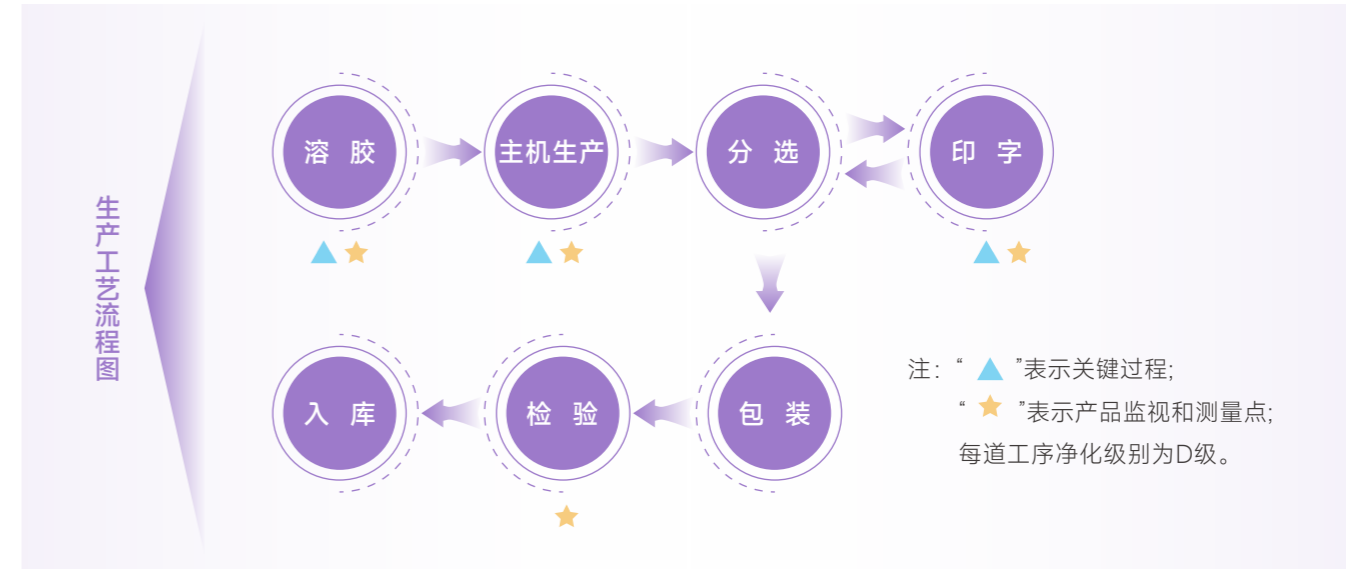 生产工艺流程图
溶 胶
主机生产
分 选
印 字
入 库
检 验
包 装
注：“ ▲ ”表示关键过程;
“ ★ ”表示产品监视和测量点;
每道工序净化级别为D级。